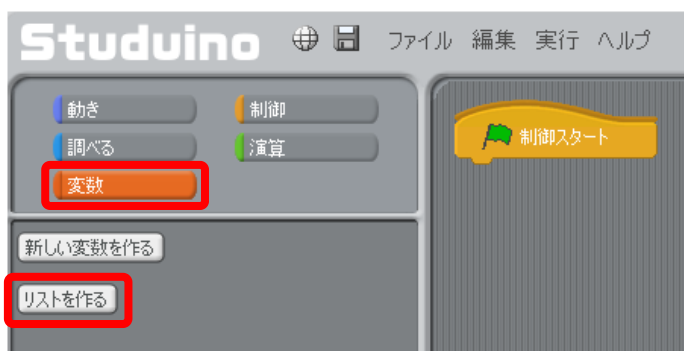 Studuino ファイル 編集 実行 ヘルプ
動き 制御
調べる 演算
変数
新しい変数を作る
リストを作る
制御スタート